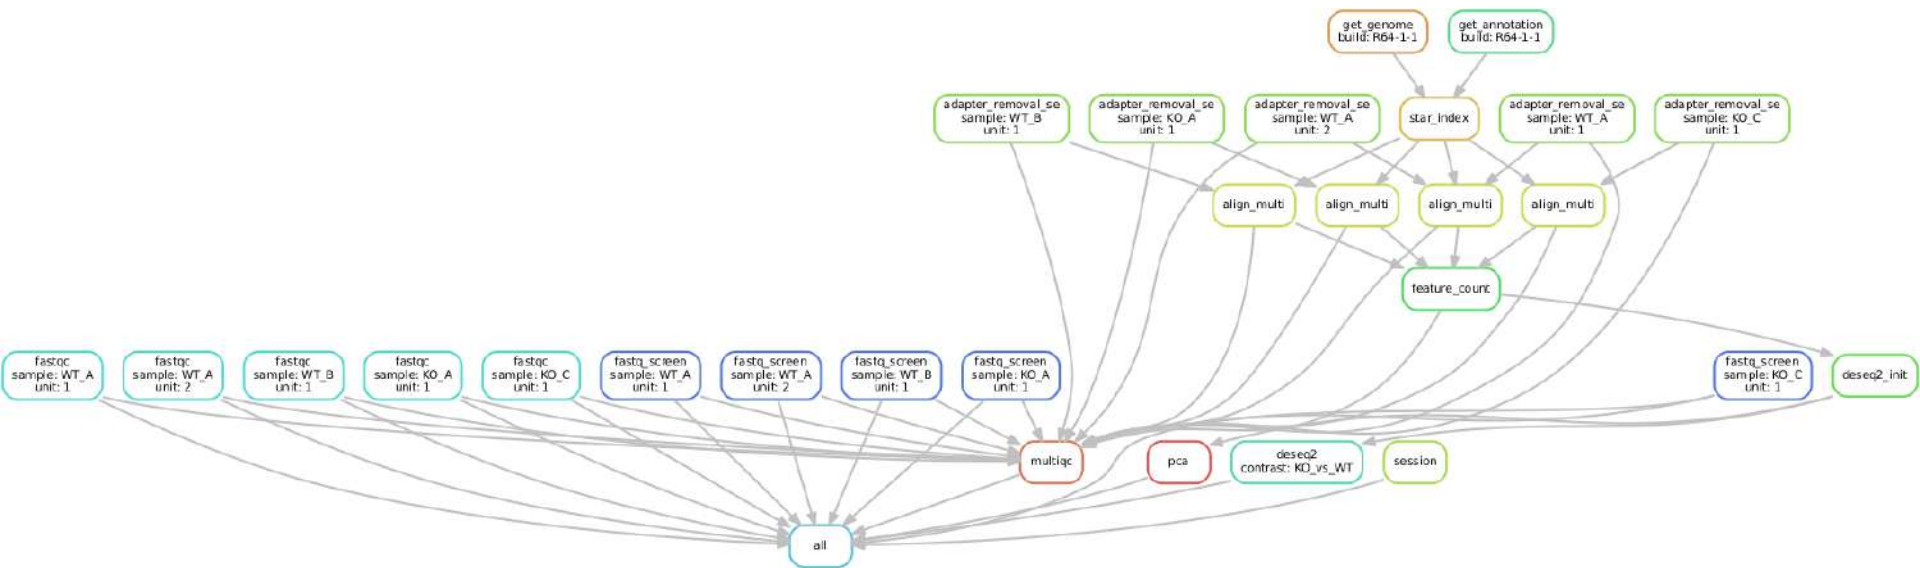 get_genome
build: R64-1-1
get_annotation
build: R64-1-1
adapter_removal_se
sample: WT_B
unit: 1
adapter_removal_se
sample: KO_A
unit: 1
adapter_removal_se
sample: WT_A
unit: 2
star_index
adapter_removal_se
sample: WT_A
unit: 1
adapter_removal_se
sample: KO_C
unit: 1
align_multi
align_multi
align_multi
align_multi
feature_count
fastqc
sample: WT_A
unit: 1
fastqc
sample: WT_A
unit: 2
fastqc
sample: WT_B
unit: 1
fastqc
sample: KO_A
unit: 1
fastqc
sample: KO_C
unit: 1
fastq_screen
sample: WT_A
unit: 1
fastq_screen
sample: WT_A
unit: 2
fastq_screen
sample: WT_B
unit: 1
fastq_screen
sample: KO_A
unit: 1
fastq_screen
sample: KO_C
unit: 1
deseq2_init
multiqc
pca
deseq2
contrast: KO_vs_WT
session
all